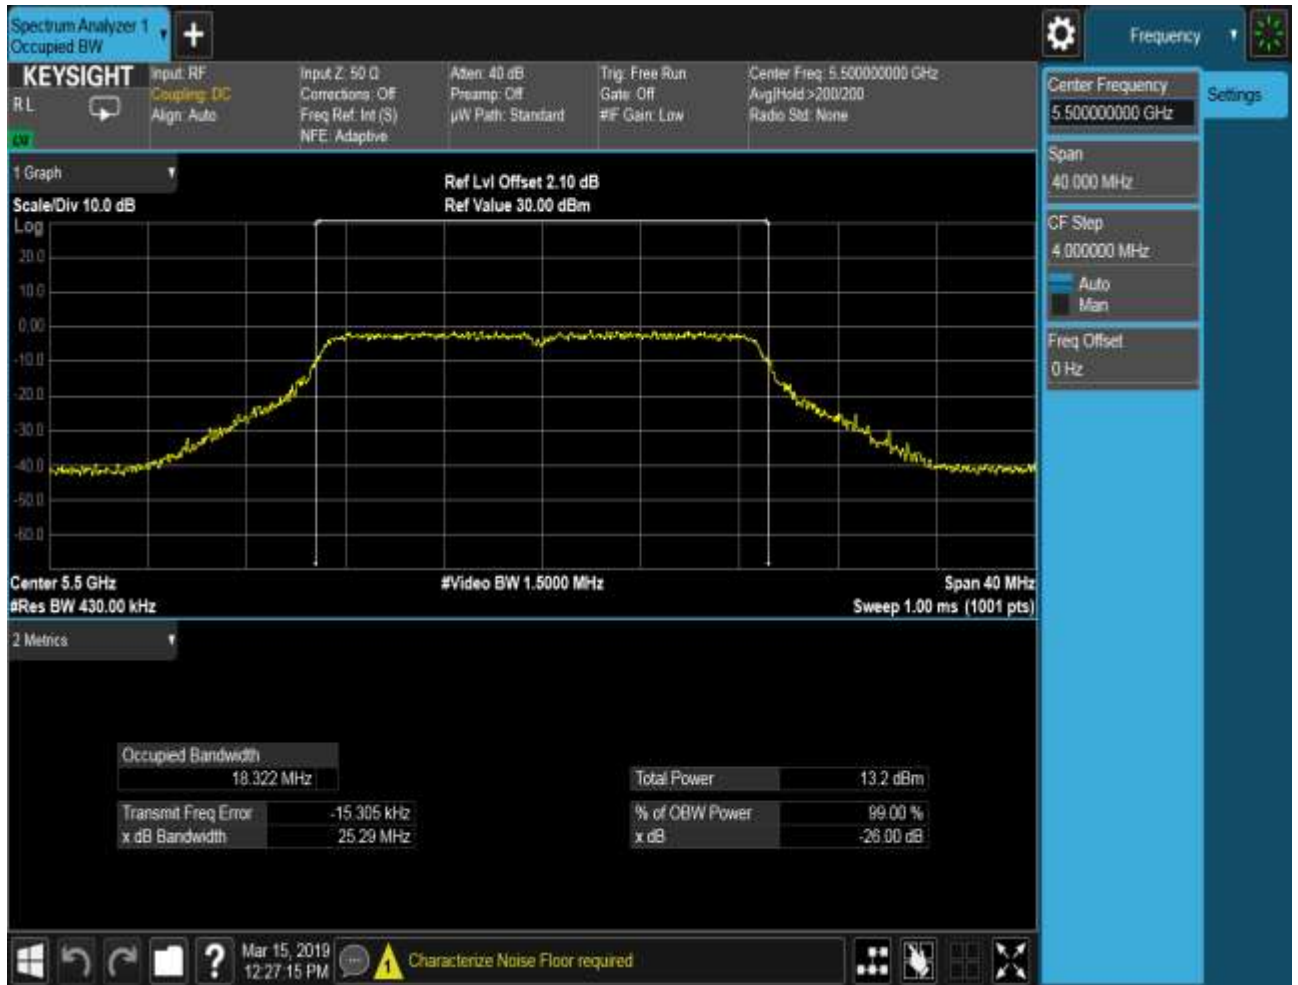 Spectrum Analyzer 1
Occupied BW
Frequency
KEYSIGHT
R L
Input: RF
Coupling: DC
Align: Auto
Input Z: 50 Ω
Corrections: Off
Freq Ref: Int (S)
NFE: Adaptive
Atten: 40 dB
Preamp: Off
µW Path: Standard
Trig: Free Run
Gate: Off
#IF Gain: Low
Center Freq: 5.500000000 GHz
Avg|Hold:>200/200
Radio Std: None
Center Frequency
5.500000000 GHz
Settings
Span
40.000 MHz
CF Step
4.000000 MHz
Auto
Man
Freq Offset
0 Hz
1 Graph
Scale/Div 10.0 dB
Ref Lvl Offset 2.10 dB
Ref Value 30.00 dBm
Log
20.0
10.0
0.00
-10.0
-20.0
-30.0
-40.0
-50.0
-60.0
Center 5.5 GHz
#Video BW 1.5000 MHz
Span 40 MHz
#Res BW 430.00 kHz
Sweep 1.00 ms (1001 pts)
2 Metrics
Occupied Bandwidth
18.322 MHz
Total Power 13.2 dBm
Transmit Freq Error -15.305 kHz
% of OBW Power 99.00 %
x dB Bandwidth 25.29 MHz
x dB -26.00 dB
?
Mar 15, 2019
12:27:15 PM
1
Characterize Noise Floor required